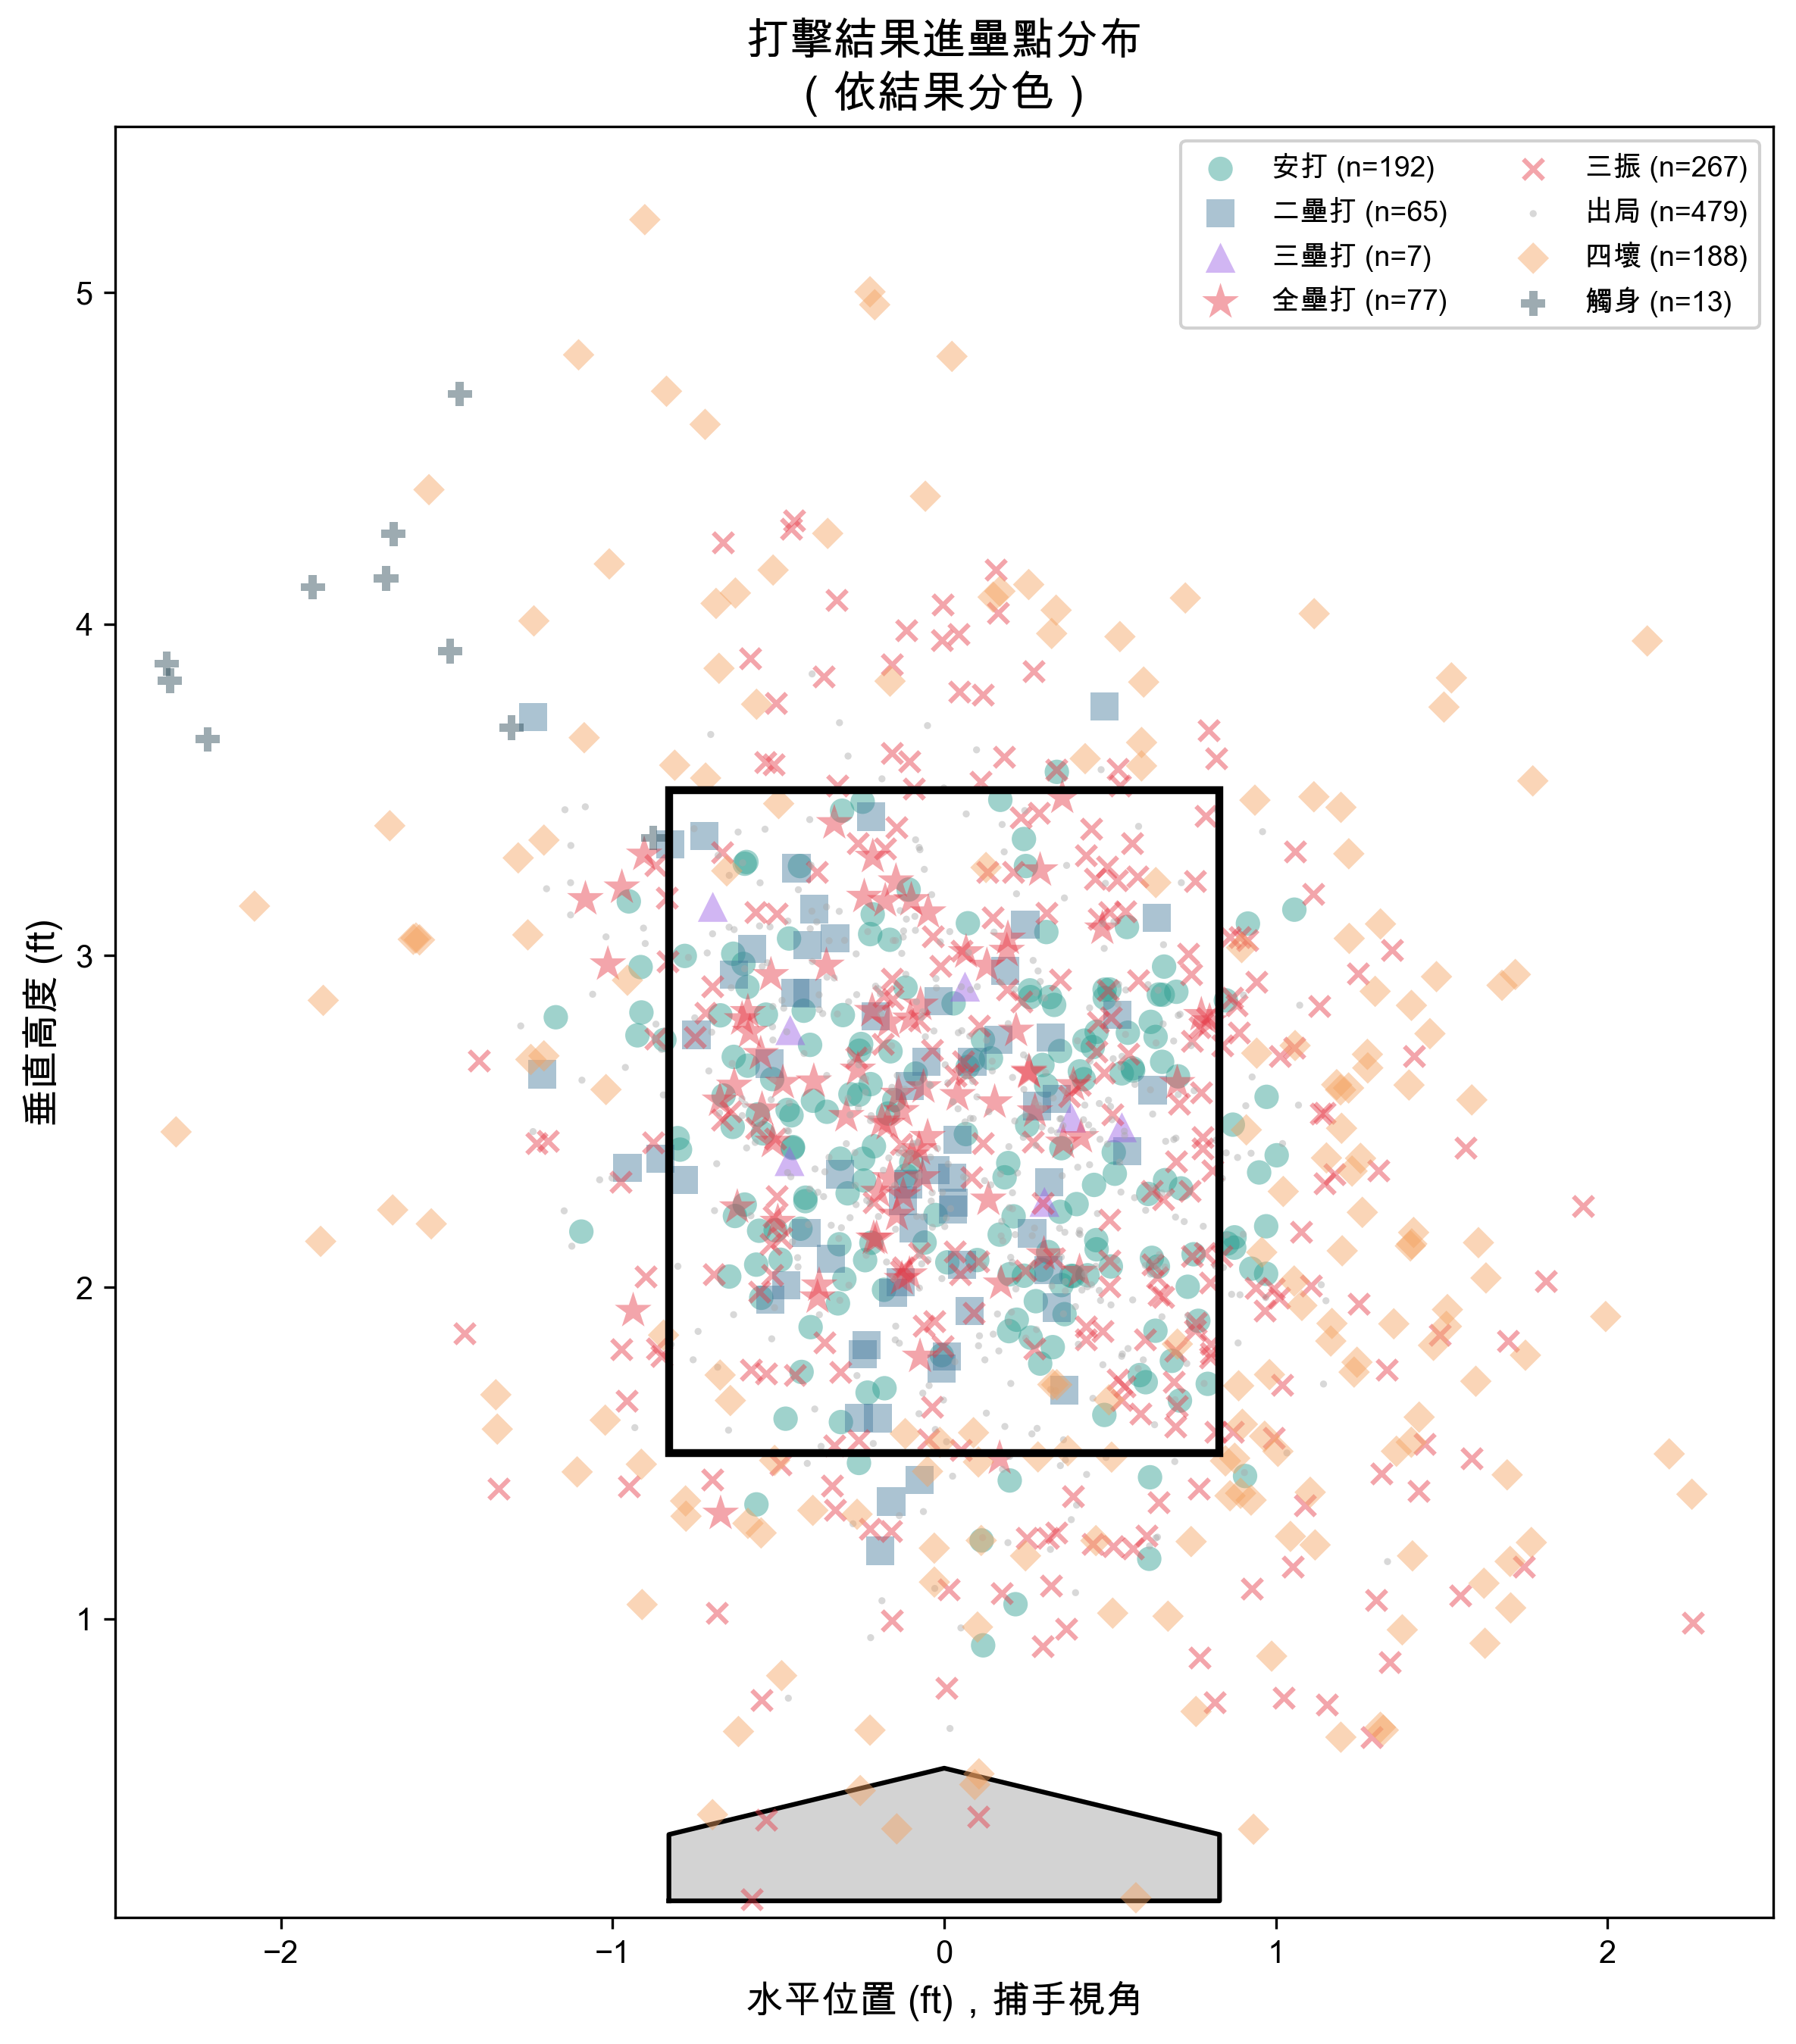 打擊結果進壘點分布
（依結果分色）
安打 (n=192)
二壘打 (n=65)
三壘打 (n=7)
全壘打 (n=77)
三振 (n=267)
出局 (n=479)
四壞 (n=188)
觸身 (n=13)
垂直高度 (ft)
5
4
3
2
1
−2
−1
0
1
2
水平位置 (ft)，捕手視角